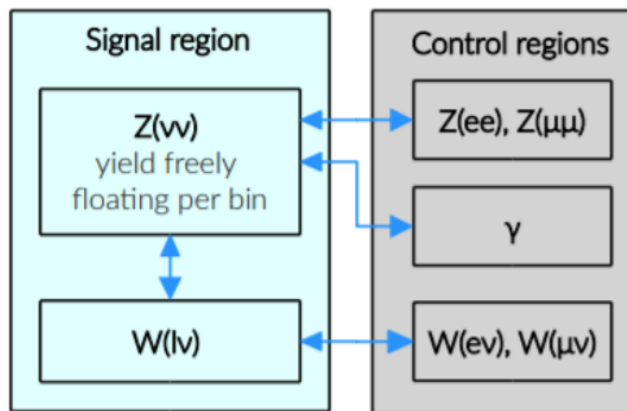 Signal region
Z(νν)
yield freely
floating per bin
W(lν)
Control regions
Z(ee), Z(μμ)
γ
W(eν), W(μν)